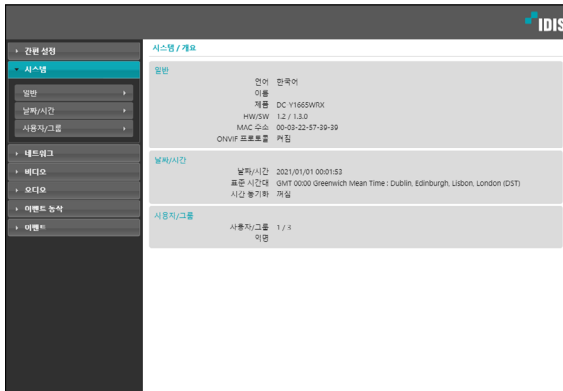 IDIS
간편 설정
시스템
일반
날짜/시간
사용자/그룹
네트워크
비디오
오디오
이벤트 동작
이벤트
시스템 / 개요
일반
언어 한국어
이름
제품 DC Y1665WRX
HW/SW 1.2 / 1.3.0
MAC 주소 00-03-22-57-39-39
ONVIF 프로토콜 켜짐
날짜/시간
날짜/시간 2021/01/01 00:01:53
표준 시간대 GMT 00:00 Greenwich Mean Time : Dublin, Edinburgh, Lisbon, London (DST)
시간 동기화 꺼짐
사용자/그룹
사용자/그룹 1 / 3
익명